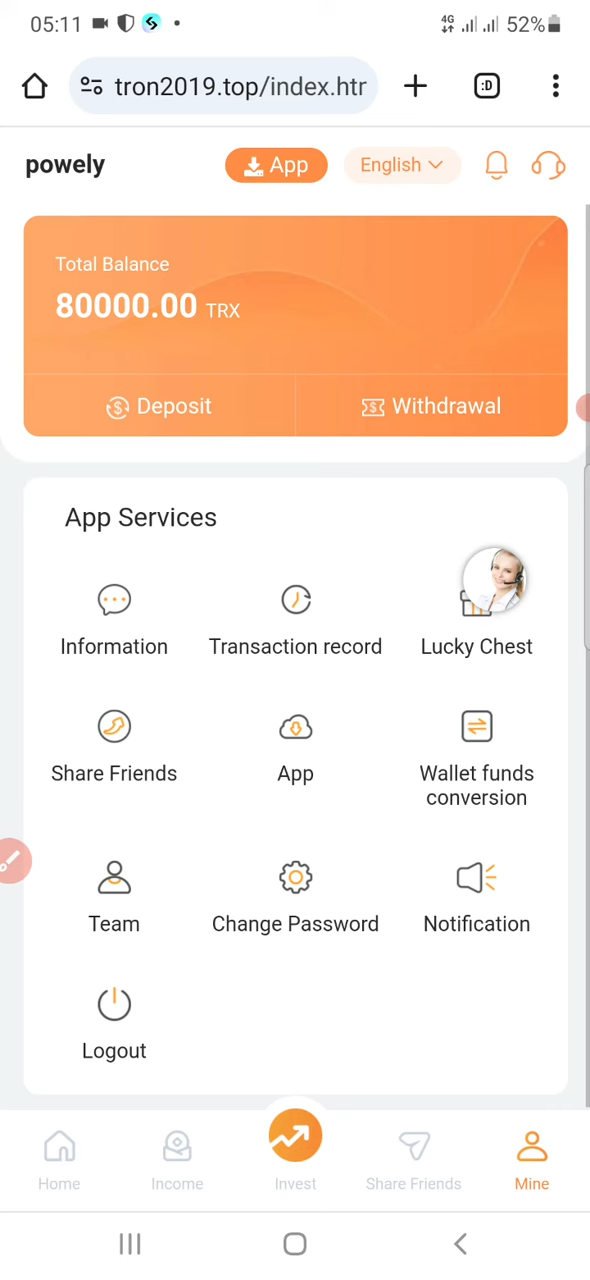 05:11 4G 52%
tron2019.top/index.htr :D
powely App English
Total Balance
80000.00 TRX
Deposit Withdrawal
App Services
Information Transaction record Lucky Chest
Share Friends App Wallet funds
conversion
Team Change Password Notification
Logout
Home Income Invest Share Friends Mine